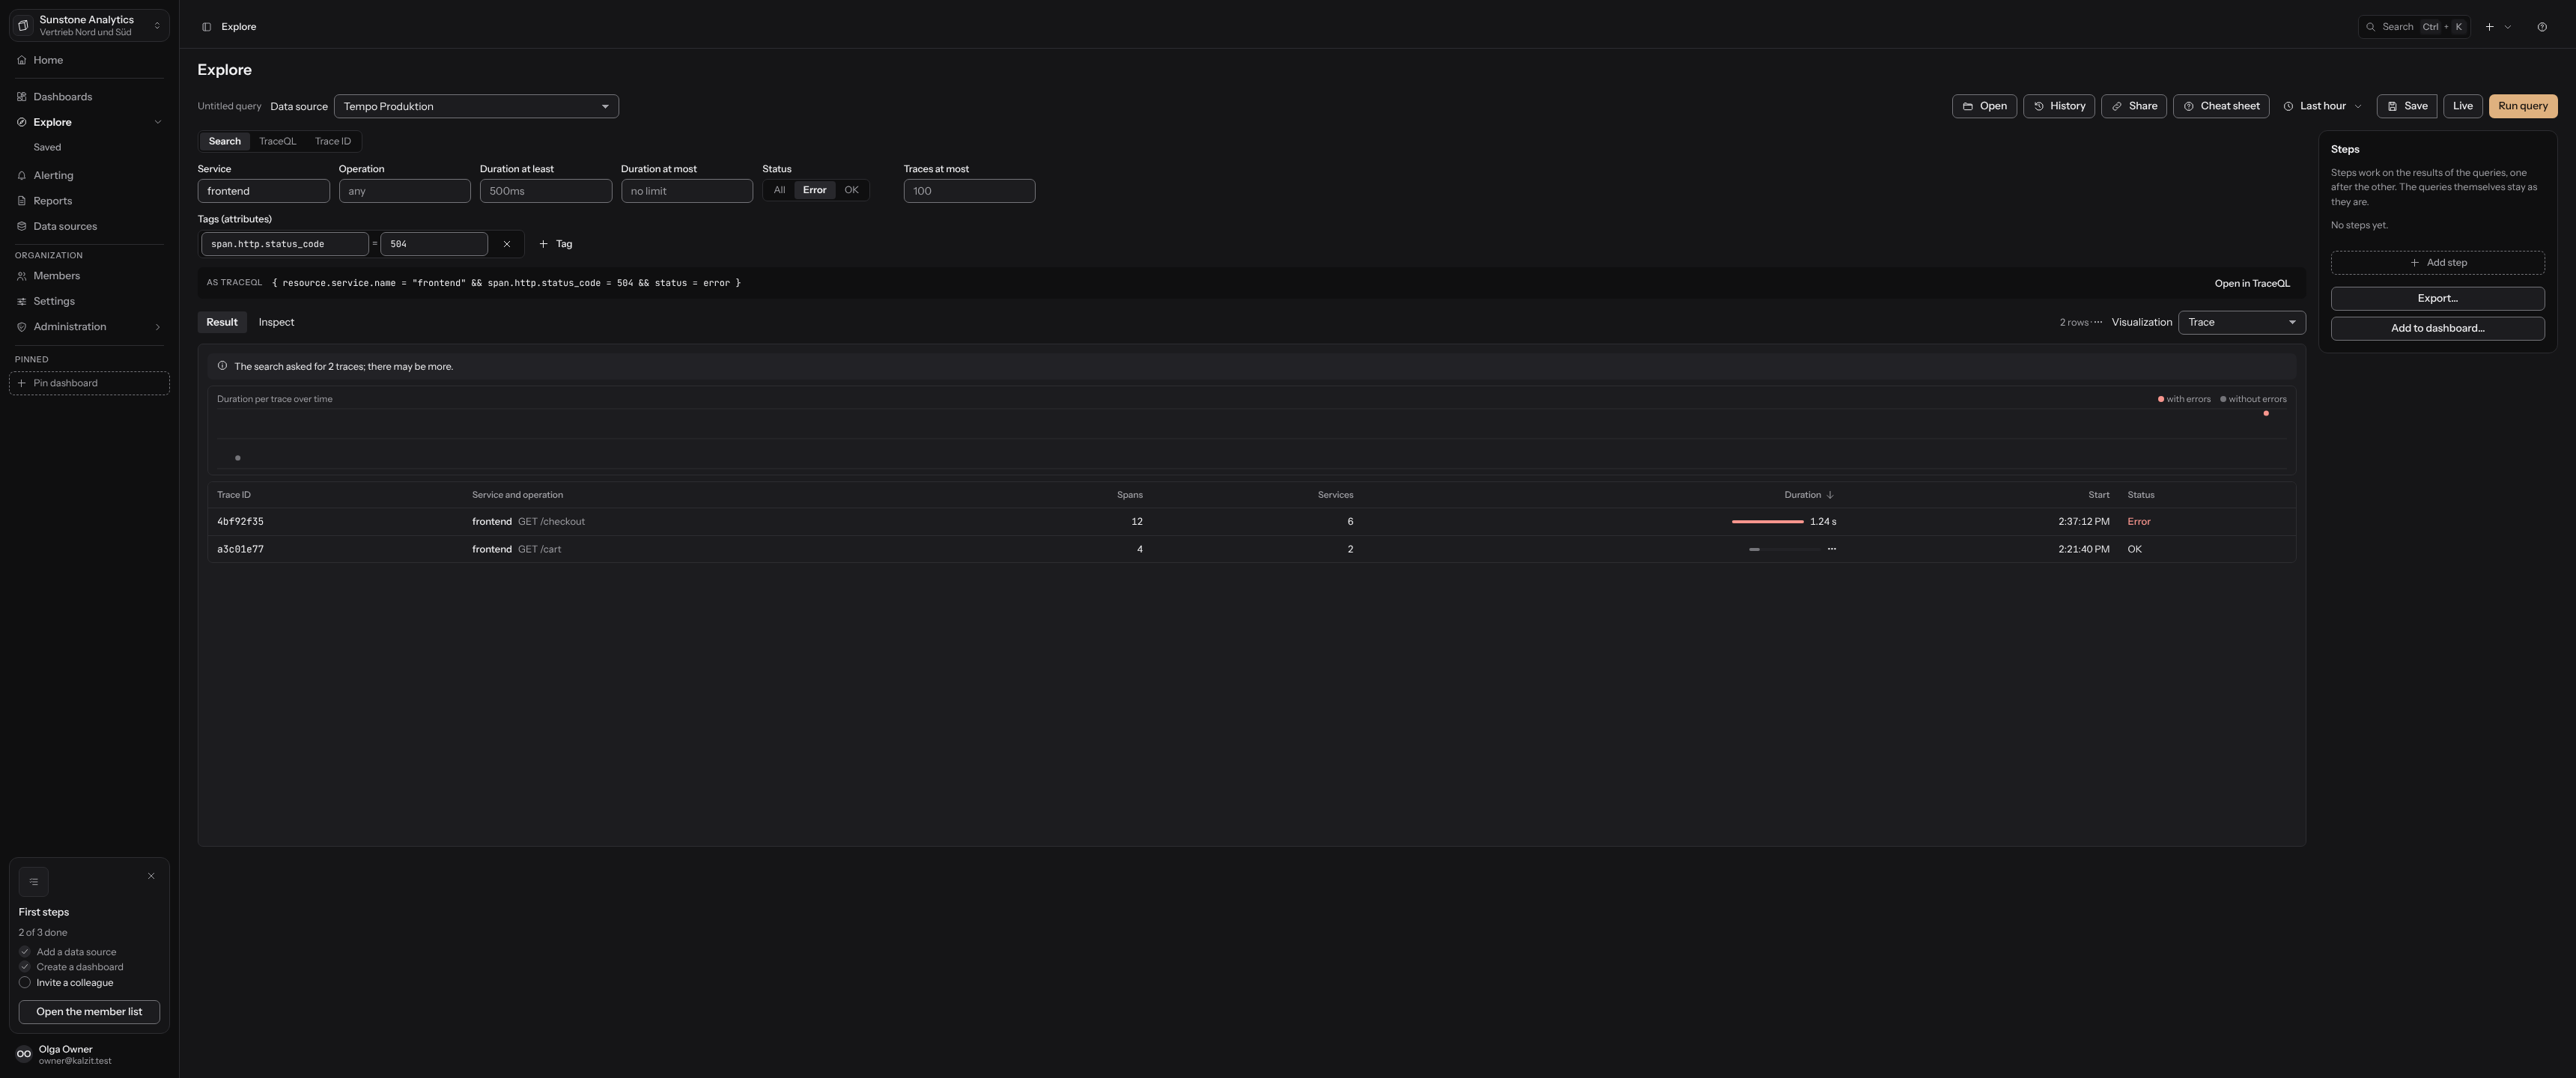 Sunstone Analytics
Vertrieb Nord und Süd
Home
Dashboards
Explore
Saved
Alerting
Reports
Data sources
ORGANIZATION
Members
Settings
Administration
PINNED
Pin dashboard
First steps
2 of 3 done
Add a data source
Create a dashboard
Invite a colleague
Open the member list
OO
Olga Owner
owner@kalzit.test
Explore
Search Ctrl + K
Explore
Untitled query Data source Tempo Produktion
Open History Share Cheat sheet Last hour Save Live Run query
Search TraceQL Trace ID
Service Operation Duration at least Duration at most Status Traces at most
frontend any 500ms no limit All Error OK 100
Tags (attributes)
span.http.status_code = 504 Tag
AS TRACEQL { resource.service.name = "frontend" && span.http.status_code = 504 && status = error } Open in TraceQL
Result Inspect 2 rows · ··· Visualization Trace
The search asked for 2 traces; there may be more.
Duration per trace over time with errors without errors
Trace ID Service and operation Spans Services Duration Start Status
4bf92f35 frontend GET /checkout 12 6 1.24 s 2:37:12 PM Error
a3c01e77 frontend GET /cart 4 2 ··· 2:21:40 PM OK
Steps
Steps work on the results of the queries, one
after the other. The queries themselves stay as
they are.
No steps yet.
Add step
Export...
Add to dashboard...